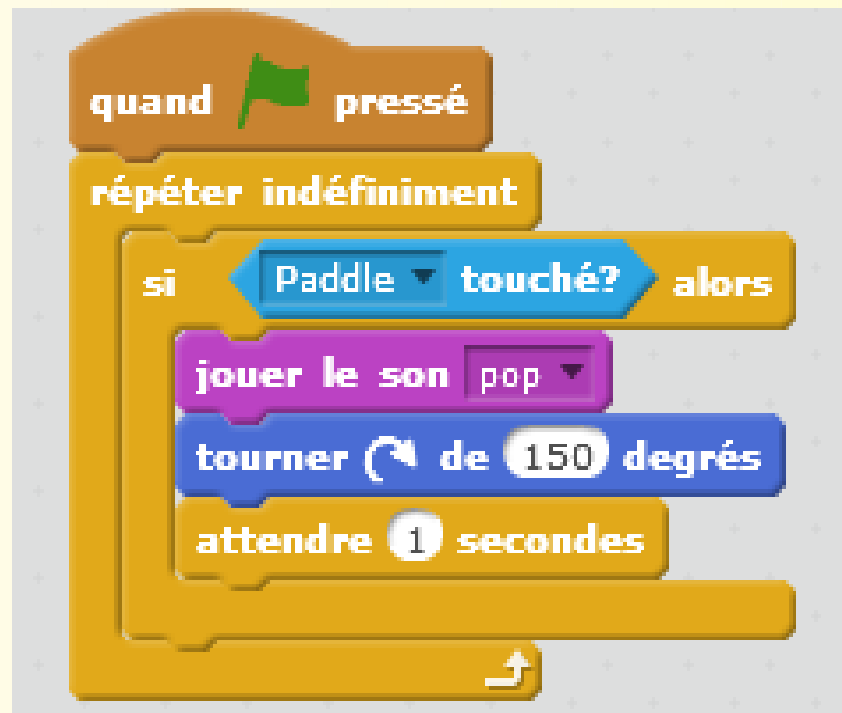 quand pressé
répéter indéfiniment
si Paddle touché? alors
jouer le son pop
tourner de 150 degrés
attendre 1 secondes